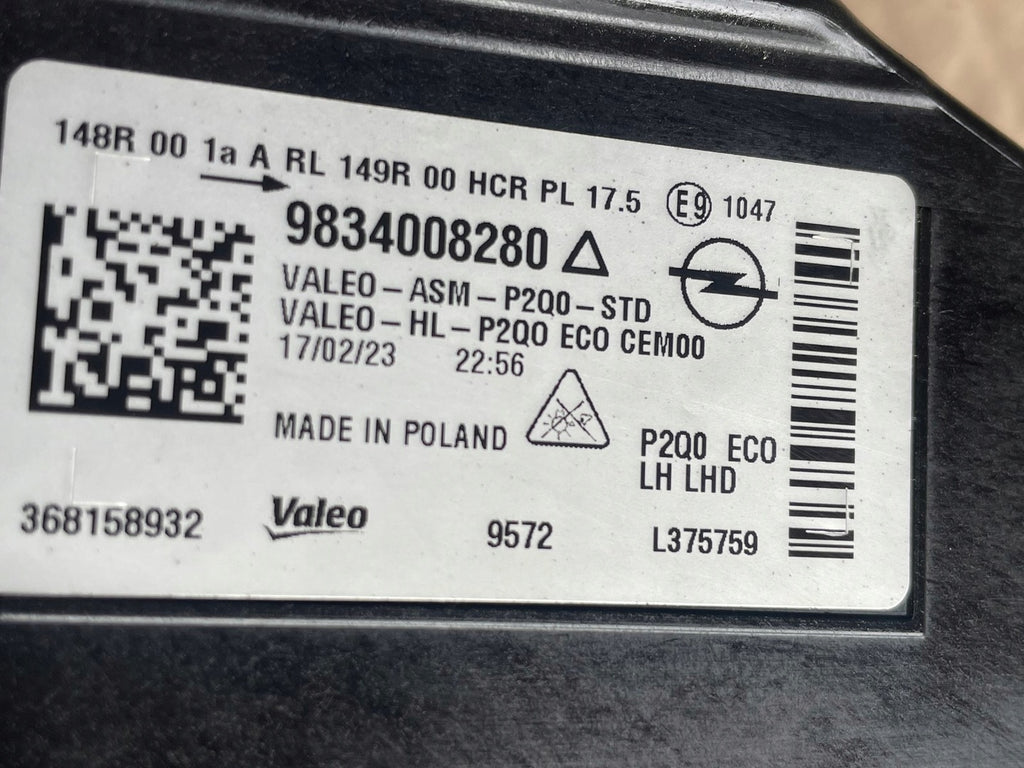 148R 00 1a A RL 149R 00 HCR PL 17.5 E9 1047
9834008280
VALEO-ASM-P2Q0-STD
VALEO-HL-P2Q0 ECO CEM00
17/02/23 22:56
MADE IN POLAND
P2Q0 ECO
LH LHD
368158932 Valeo 9572 L375759